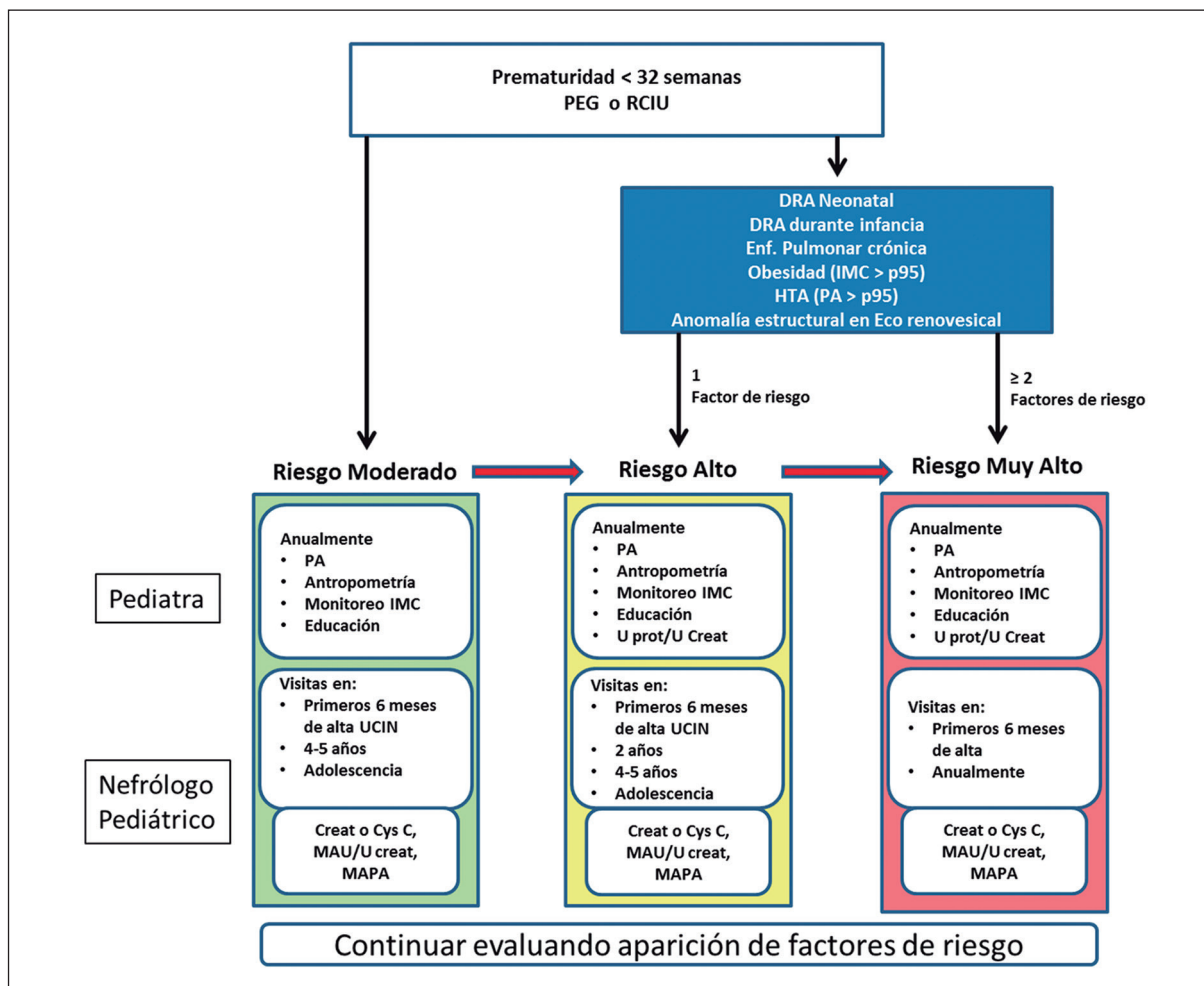 Prematuridad < 32 semanas
PEG o RCIU
DRA Neonatal
DRA durante infancia
Enf. Pulmonar crónica
Obesidad (IMC > p95)
HTA (PA > p95)
Anomalía estructural en Eco renovesical
1
Factor de riesgo
≥ 2
Factores de riesgo
Riesgo Moderado
Riesgo Alto
Riesgo Muy Alto
Pediatra
Anualmente
• PA
• Antropometría
• Monitoreo IMC
• Educación
Anualmente
• PA
• Antropometría
• Monitoreo IMC
• Educación
• U prot/U Creat
Anualmente
• PA
• Antropometría
• Monitoreo IMC
• Educación
• U prot/U Creat
Nefrólogo
Pediátrico
Visitas en:
• Primeros 6 meses
de alta UCIN
• 4-5 años
• Adolescencia
Visitas en:
• Primeros 6 meses
de alta UCIN
• 2 años
• 4-5 años
• Adolescencia
Visitas en:
• Primeros 6 meses
de alta
• Anualmente
Creat o Cys C,
MAU/U creat,
MAPA
Creat o Cys C,
MAU/U creat,
MAPA
Creat o Cys C,
MAU/U creat,
MAPA
Continuar evaluando aparición de factores de riesgo